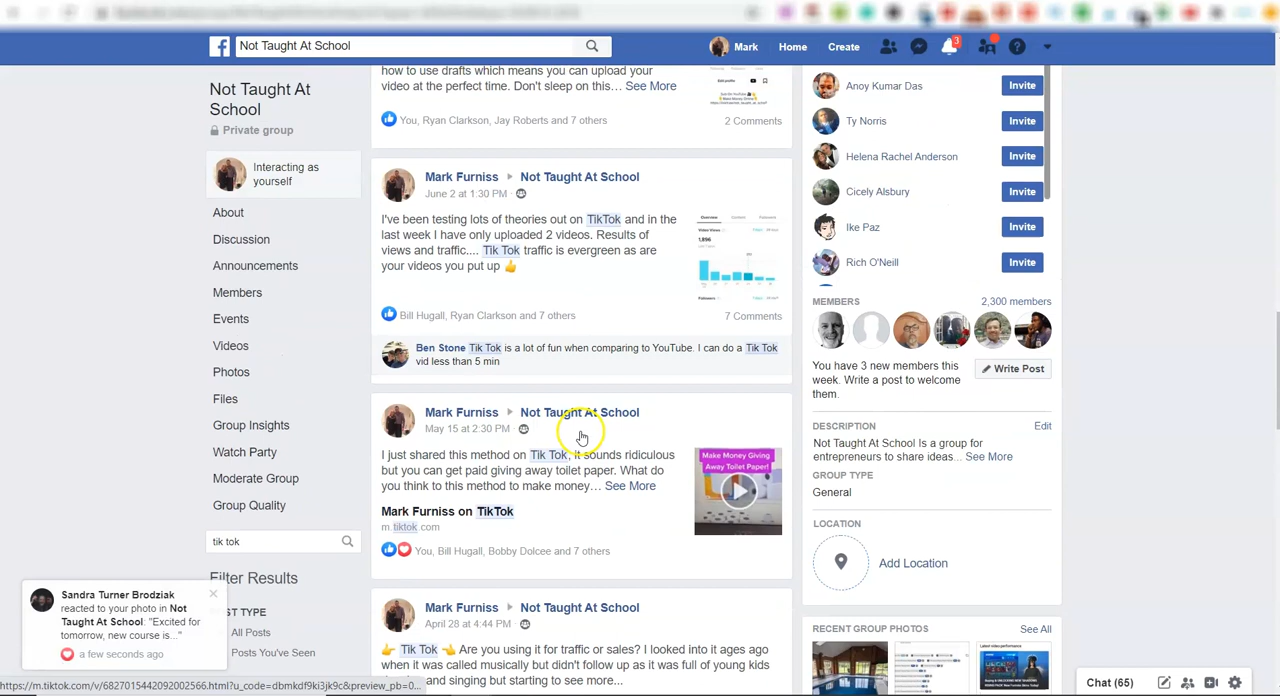 Not Taught At School
Mark
Home
Create
3
Not Taught At
School
Private group
Interacting as
yourself
About
Discussion
Announcements
Members
Events
Videos
Photos
Files
Group Insights
Watch Party
Moderate Group
Group Quality
tik tok
Filter Results
POST TYPE
All Posts
Posts You've Seen
Sandra Turner Brodziak
reacted to your photo in Not
Taught At School: "Excited for
tomorrow, new course is..."
a few seconds ago
how to use drafts which means you can upload your
video at the perfect time. Don't sleep on this... See More
You, Ryan Clarkson, Jay Roberts and 7 others
2 Comments
Mark Furniss Not Taught At School
June 2 at 1:30 PM ·
I've been testing lots of theories out on TikTok and in the
last week I have only uploaded 2 videos. Results of
views and traffic.... Tik Tok traffic is evergreen as are
your videos you put up
Overview Content Followers
Video Views
1,896
Followers
Bill Hugall, Ryan Clarkson and 7 others
7 Comments
Ben Stone Tik Tok is a lot of fun when comparing to YouTube. I can do a Tik Tok
vid less than 5 min
Mark Furniss Not Taught At School
May 15 at 2:30 PM ·
I just shared this method on Tik Tok, it sounds ridiculous
but you can get paid giving away toilet paper. What do
you think to this method to make money... See More
Make Money Giving
Away Toilet Paper!
Mark Furniss on TikTok
m.tiktok.com
You, Bill Hugall, Bobby Dolcee and 7 others
Mark Furniss Not Taught At School
April 28 at 4:44 PM ·
Tik Tok Are you using it for traffic or sales? I looked into it ages ago
when it was called musically but didn't follow up as it was full of young kids
and singing but starting to see more...
Anoy Kumar Das
Invite
Ty Norris
Invite
Helena Rachel Anderson
Invite
Cicely Alsbury
Invite
Ike Paz
Invite
Rich O'Neill
Invite
MEMBERS
2,300 members
You have 3 new members this
week. Write a post to welcome
them.
Write Post
DESCRIPTION
Edit
Not Taught At School Is a group for
entrepreneurs to share ideas... See More
GROUP TYPE
General
LOCATION
Add Location
RECENT GROUP PHOTOS
See All
Chat (65)